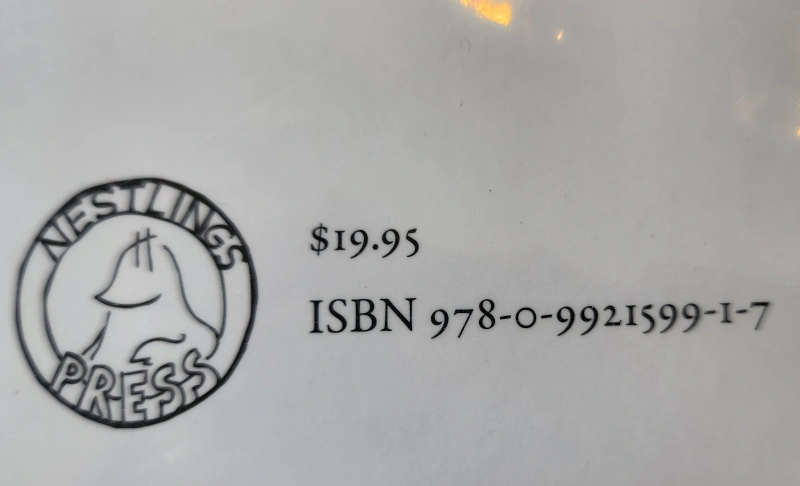 NESTLINGS
PRESS
$19.95
ISBN 978-0-9921599-1-7